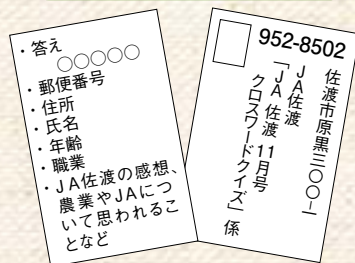 ・答え
○○○○○
・郵便番号
・住所
・氏名
・年齢
・職業
・JA佐渡の感想、
農業やJAにつ
いて思われるこ
となど
952-8502
佐渡市原黒三〇〇-一
JA佐渡
「JA佐渡11月号
クロスワードクイズ」係